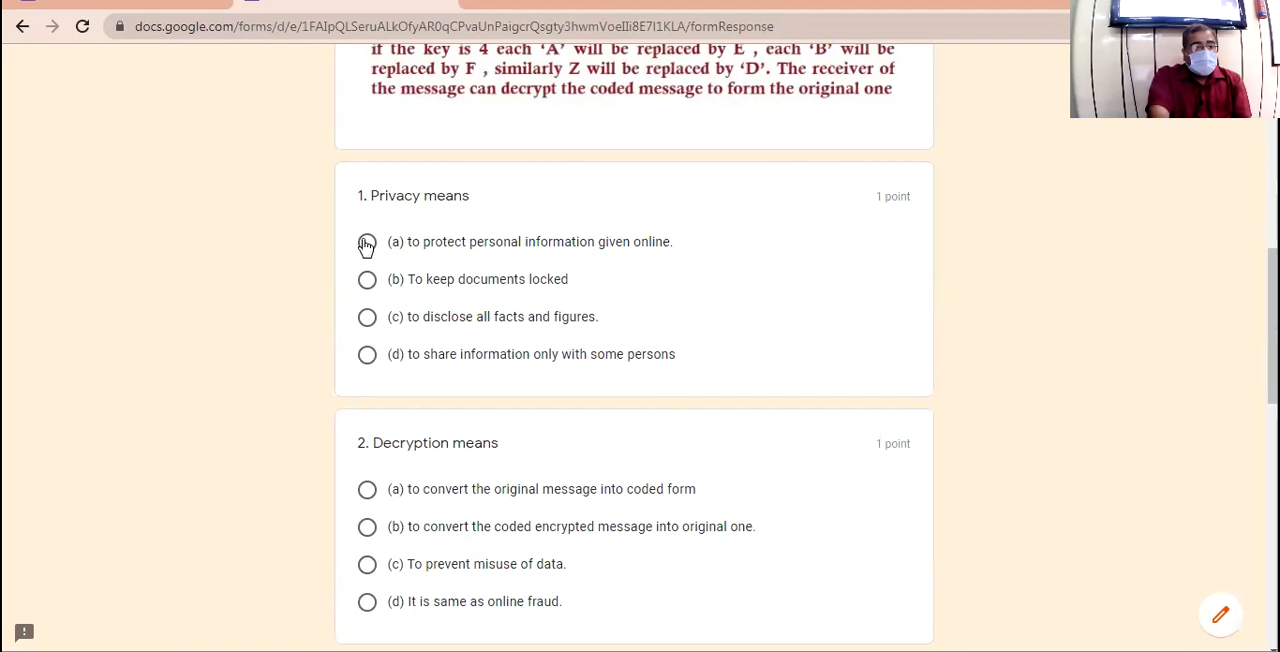 docs.google.com/forms/d/e/1FAIpQLSeruALkOfyAR0qCPvaUnPaigcrQsgty3hwmVoeIIi8E7l1KLA/formResponse
if the key is 4 each ‘A’ will be replaced by E , each ‘B’ will be
replaced by F , similarly Z will be replaced by ‘D’. The receiver of
the message can decrypt the coded message to form the original one
1. Privacy means
1 point
(a) to protect personal information given online.
(b) To keep documents locked
(c) to disclose all facts and figures.
(d) to share information only with some persons
2. Decryption means
1 point
(a) to convert the original message into coded form
(b) to convert the coded encrypted message into original one.
(c) To prevent misuse of data.
(d) It is same as online fraud.